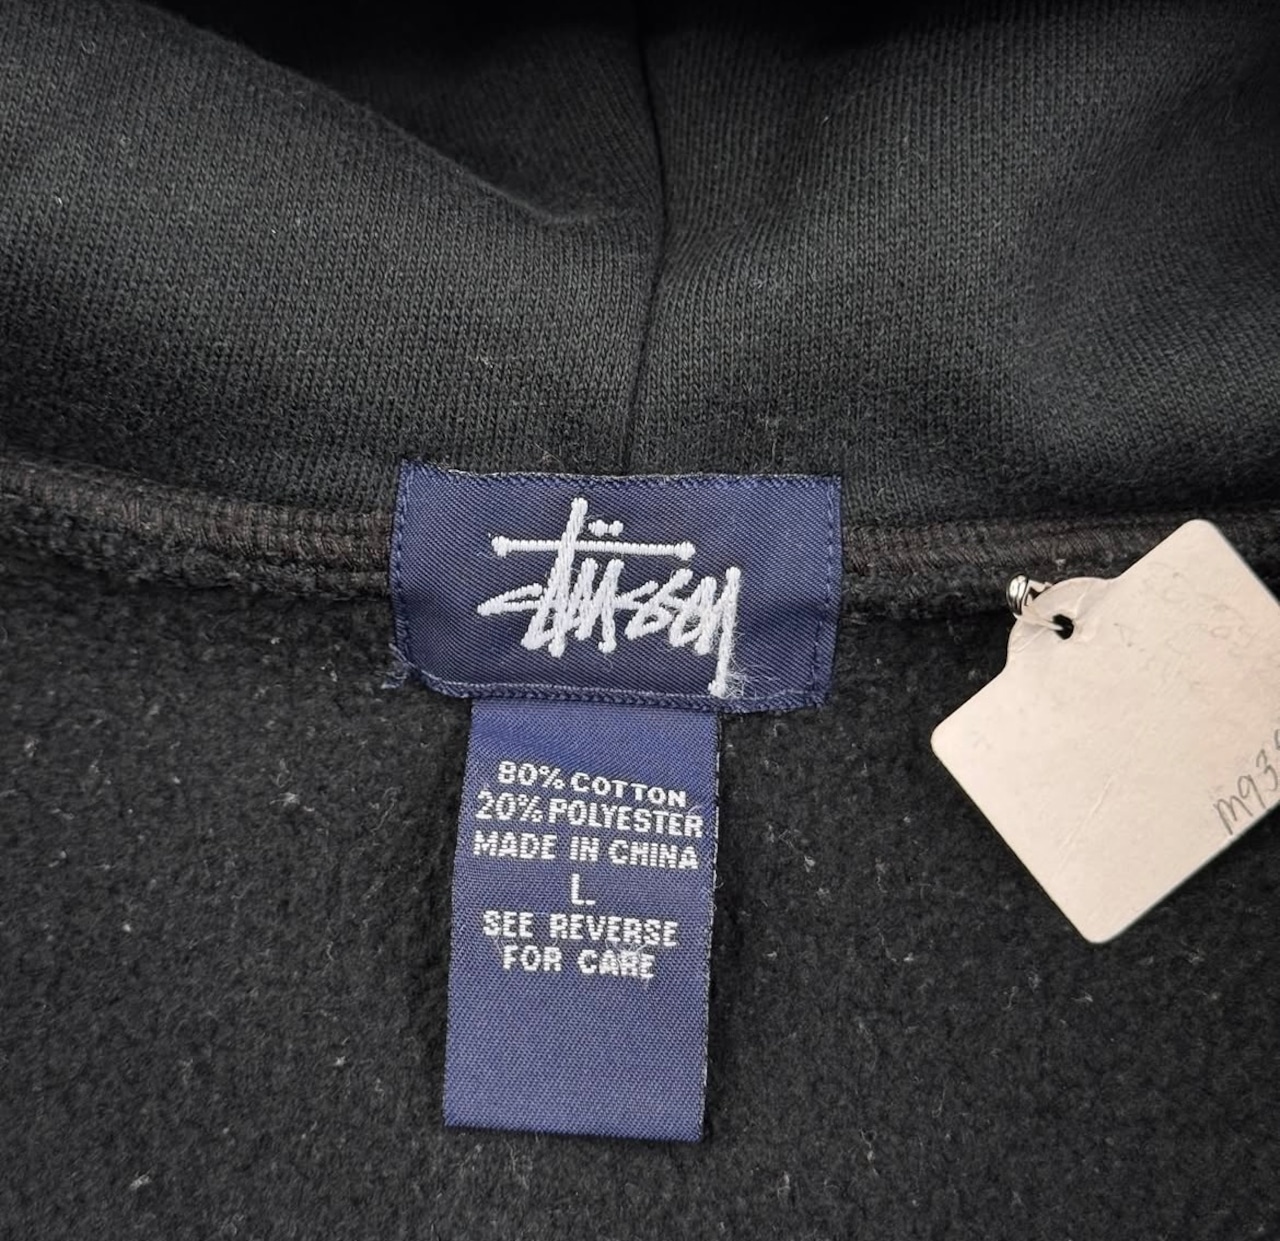 Stüssy
80% COTTON
20% POLYESTER
MADE IN CHINA
L
SEE REVERSE
FOR CARE